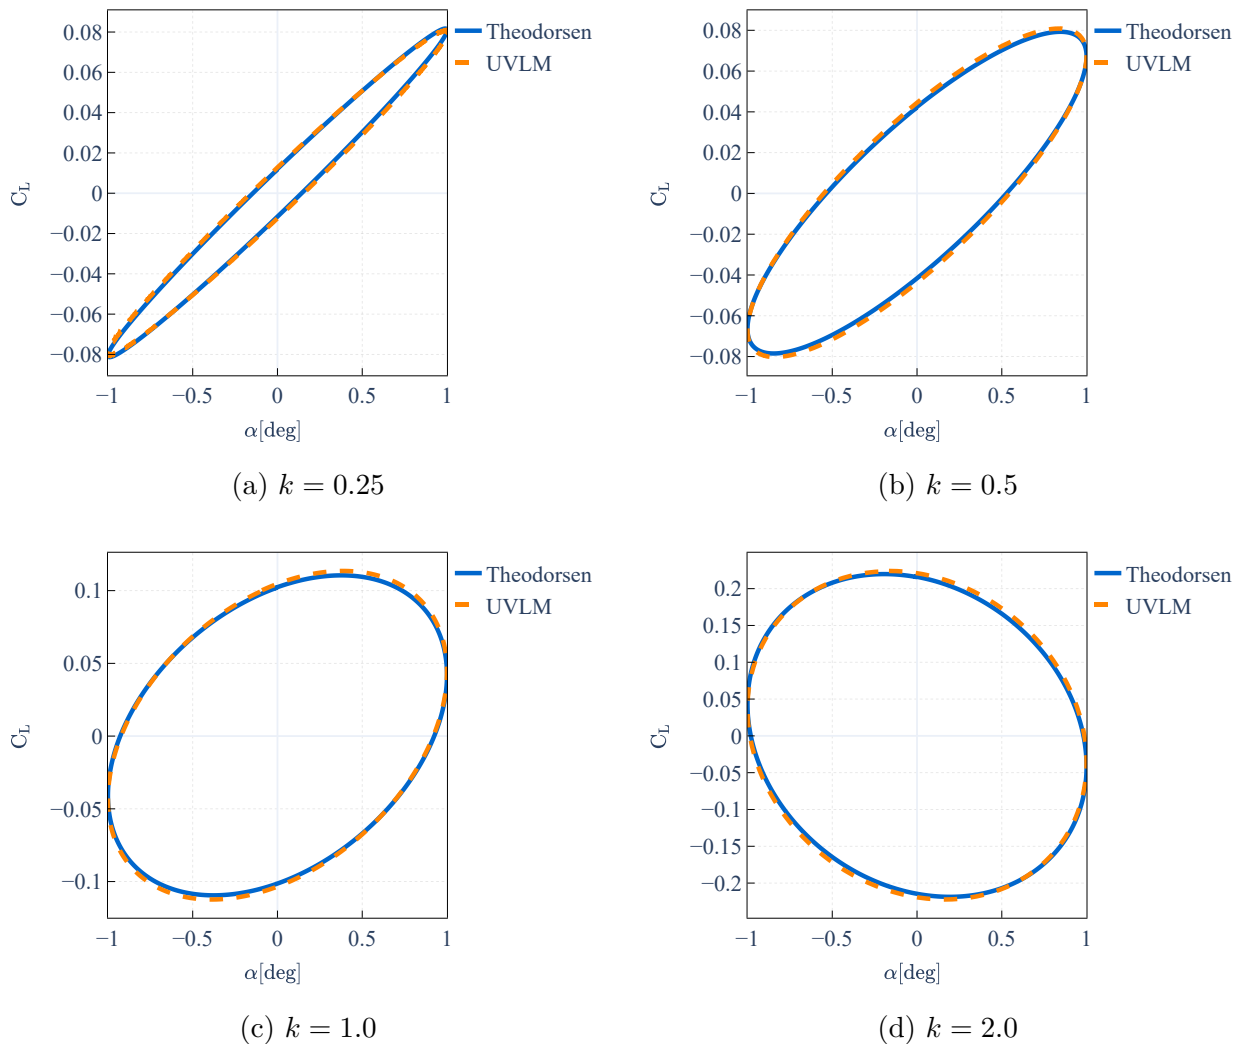 0.08
0.06
0.04
0.02
0
−0.02
−0.04
−0.06
−0.08
C_L
−1 −0.5 0 0.5 1
α[deg]
Theodorsen
UVLM
(a) k = 0.25
0.08
0.06
0.04
0.02
0
−0.02
−0.04
−0.06
−0.08
C_L
−1 −0.5 0 0.5 1
α[deg]
Theodorsen
UVLM
(b) k = 0.5
0.1
0.05
0
−0.05
−0.1
C_L
−1 −0.5 0 0.5 1
α[deg]
Theodorsen
UVLM
(c) k = 1.0
0.2
0.15
0.1
0.05
0
−0.05
−0.1
−0.15
−0.2
C_L
−1 −0.5 0 0.5 1
α[deg]
Theodorsen
UVLM
(d) k = 2.0